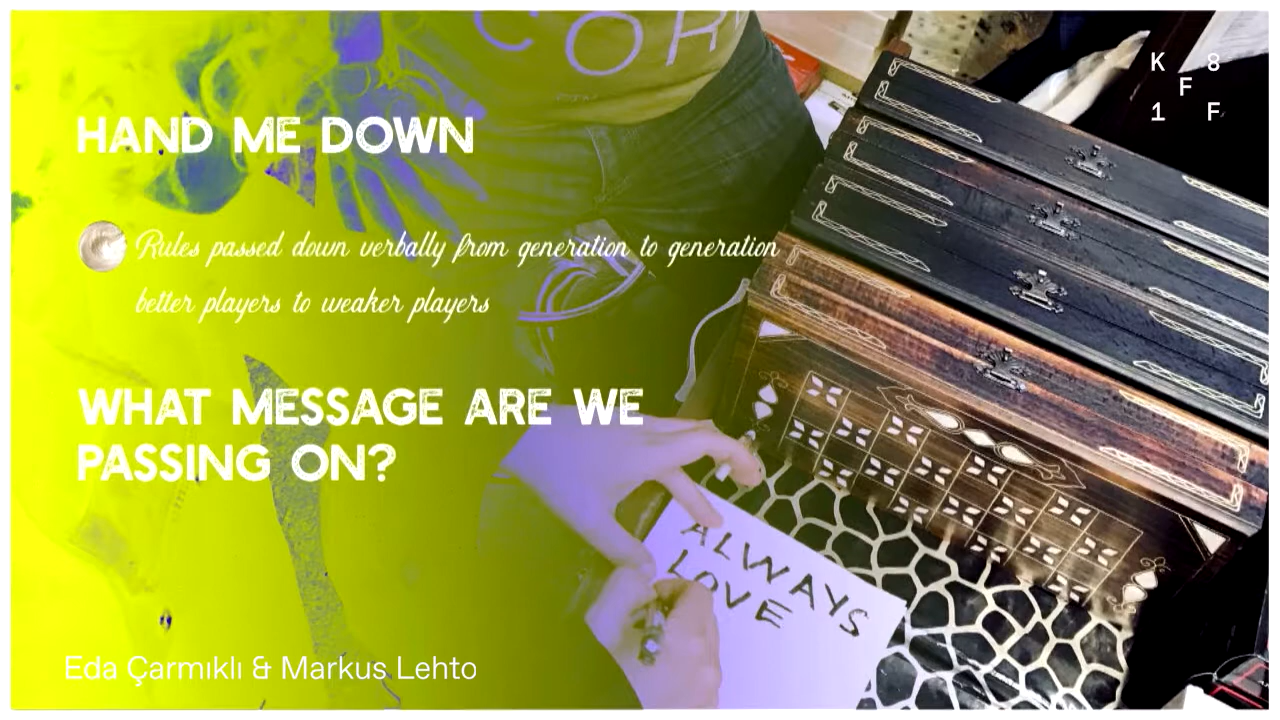 COR
K 8
F
1 F
HAND ME DOWN
Rules passed down verbally from generation to generation
better players to weaker players
WHAT MESSAGE ARE WE
PASSING ON?
ALWAYS
LOVE
Eda Çarmıklı & Markus Lehto